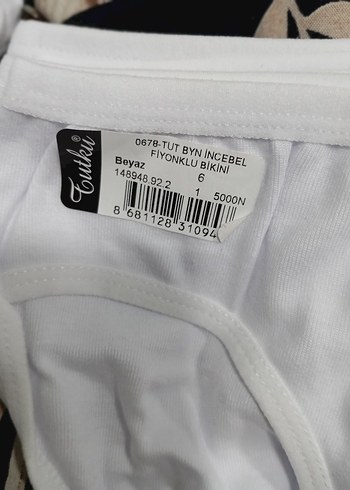 Tutku®
0678-TUT BYN İNCEBEL
FİYONKLU BİKİNİ
Beyaz 6
148948.92.2 1 5000N
8 681128 31094